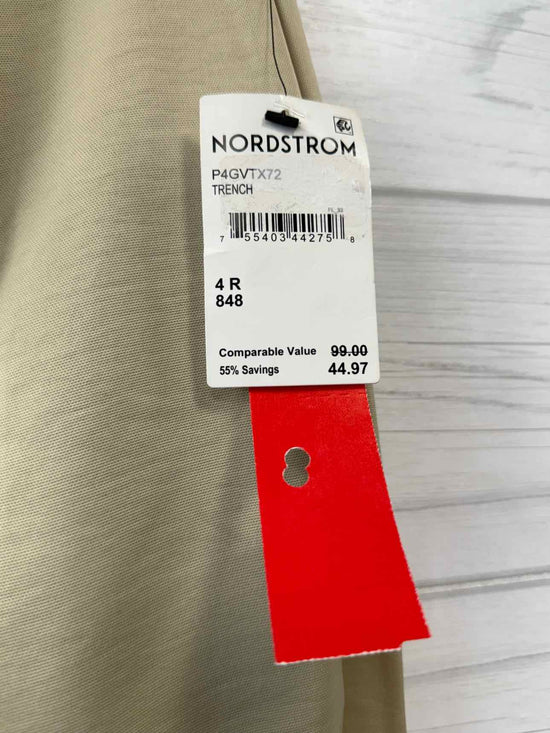 NORDSTROM
P4GVTX72
TRENCH
7 55403 44275 8
4 R
848
Comparable Value 99.00
55% Savings 44.97